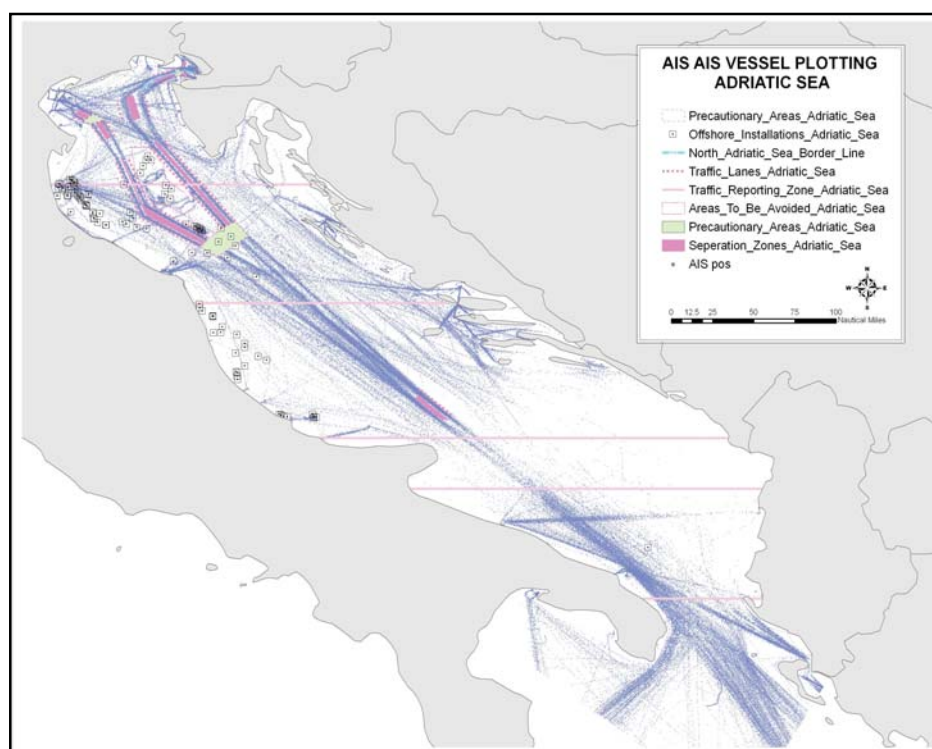 AIS AIS VESSEL PLOTTING
ADRIATIC SEA
Precautionary_Areas_Adriatic_Sea
Offshore_Installations_Adriatic_Sea
North_Adriatic_Sea_Border_Line
Traffic_Lanes_Adriatic_Sea
Traffic_Reporting_Zone_Adriatic_Sea
Areas_To_Be_Avoided_Adriatic_Sea
Precautionary_Areas_Adriatic_Sea
Seperation_Zones_Adriatic_Sea
AIS pos
N
W E
S
0 12.5 25 50 75 100
Nautical Miles